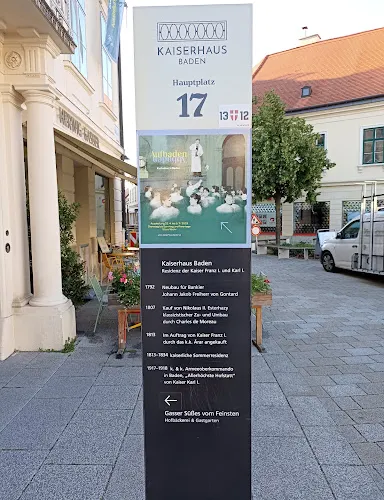 KAISERHAUS
BADEN
Hauptplatz
17
13 12
Aufbaden
Kaiserhaus Baden
Residenz der Kaiser Franz I. und Karl I.
1792 Neubau für Bankier
Johann Jakob Freiherr von Gontard
1807 Kauf von Nikolaus II. Esterhazy
klassizistischer Zu- und Umbau
durch Charles de Moreau
1813 im Auftrag von Kaiser Franz I.
durch das k.k. Ärar angekauft
1813-1834 kaiserliche Sommerresidenz
1917-1918 k. & k. Armeeoberkommando
in Baden, „Allerhöchste Hofstatt"
von Kaiser Karl I.
Gasser Süßes vom Feinsten
Hofbäckerei & Gastgarten